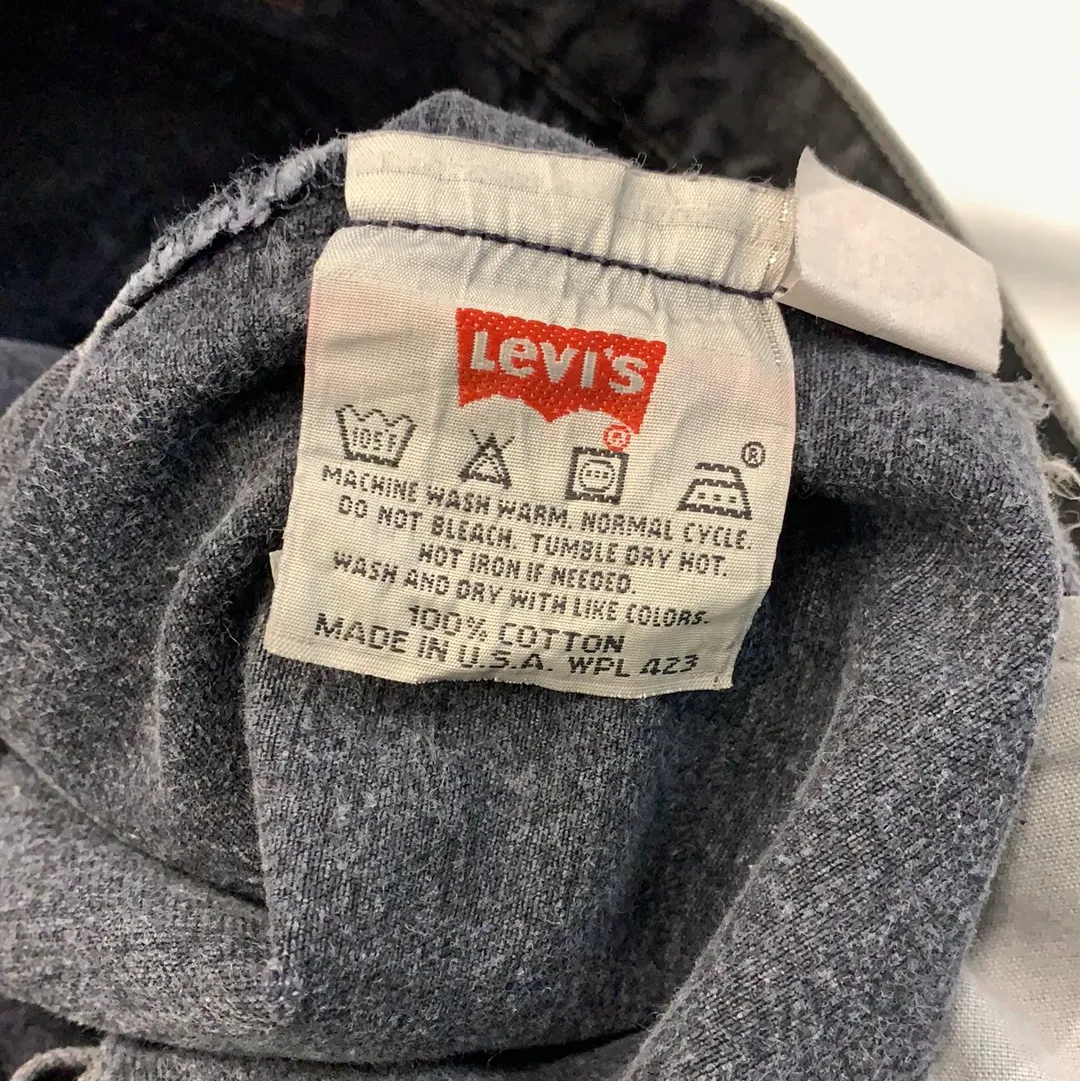 Levi's
®
®
105°F
MACHINE WASH WARM. NORMAL CYCLE.
DO NOT BLEACH. TUMBLE DRY HOT.
HOT IRON IF NEEDED.
WASH AND DRY WITH LIKE COLORS.
100% COTTON
MADE IN U.S.A. WPL 423